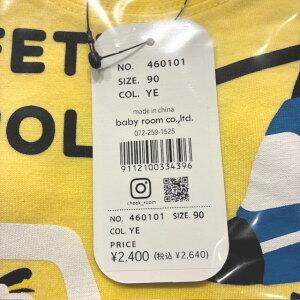 FET
POL
NO. 460101
SIZE. 90
COL. YE
made in china
baby room co.,ltd.
072-259-1525
9112100334396
cheek_room
NO. 460101 SIZE. 90
COL. YE
PRICE
¥2,400 (税込 ¥2,640)